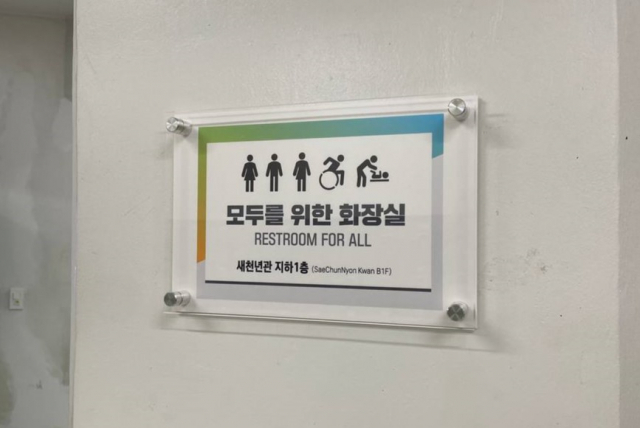 모두를 위한 화장실
RESTROOM FOR ALL
새천년관 지하1층 (SaeChunNyon Kwan B1F)